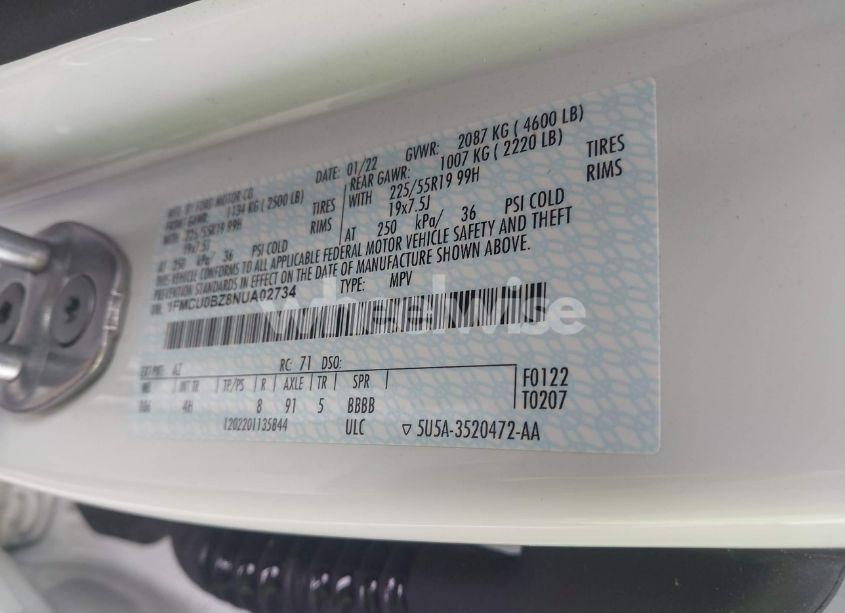 MFD. BY FORD MOTOR CO.
DATE: 01/22 GVWR: 2087 KG ( 4600 LB)
FRONT GAWR: 1134 KG ( 2500 LB) REAR GAWR: 1007 KG ( 2220 LB)
WITH 225/55R19 99H TIRES WITH 225/55R19 99H TIRES
19x7.5J RIMS 19x7.5J RIMS
AT 250 kPa/ 36 PSI COLD AT 250 kPa/ 36 PSI COLD
THIS VEHICLE CONFORMS TO ALL APPLICABLE FEDERAL MOTOR VEHICLE SAFETY AND THEFT
PREVENTION STANDARDS IN EFFECT ON THE DATE OF MANUFACTURE SHOWN ABOVE.
VIN: 1FMCU0BZ8NUA02734 TYPE: MPV
wheelwise
EXT PNT: AZ RC: 71 DSO:
WB INT TR TP/PS R AXLE TR SPR
106 4H 8 91 5 BBBB
F0122
T0207
1202201135844 ULC
▽ 5U5A-3520472-AA